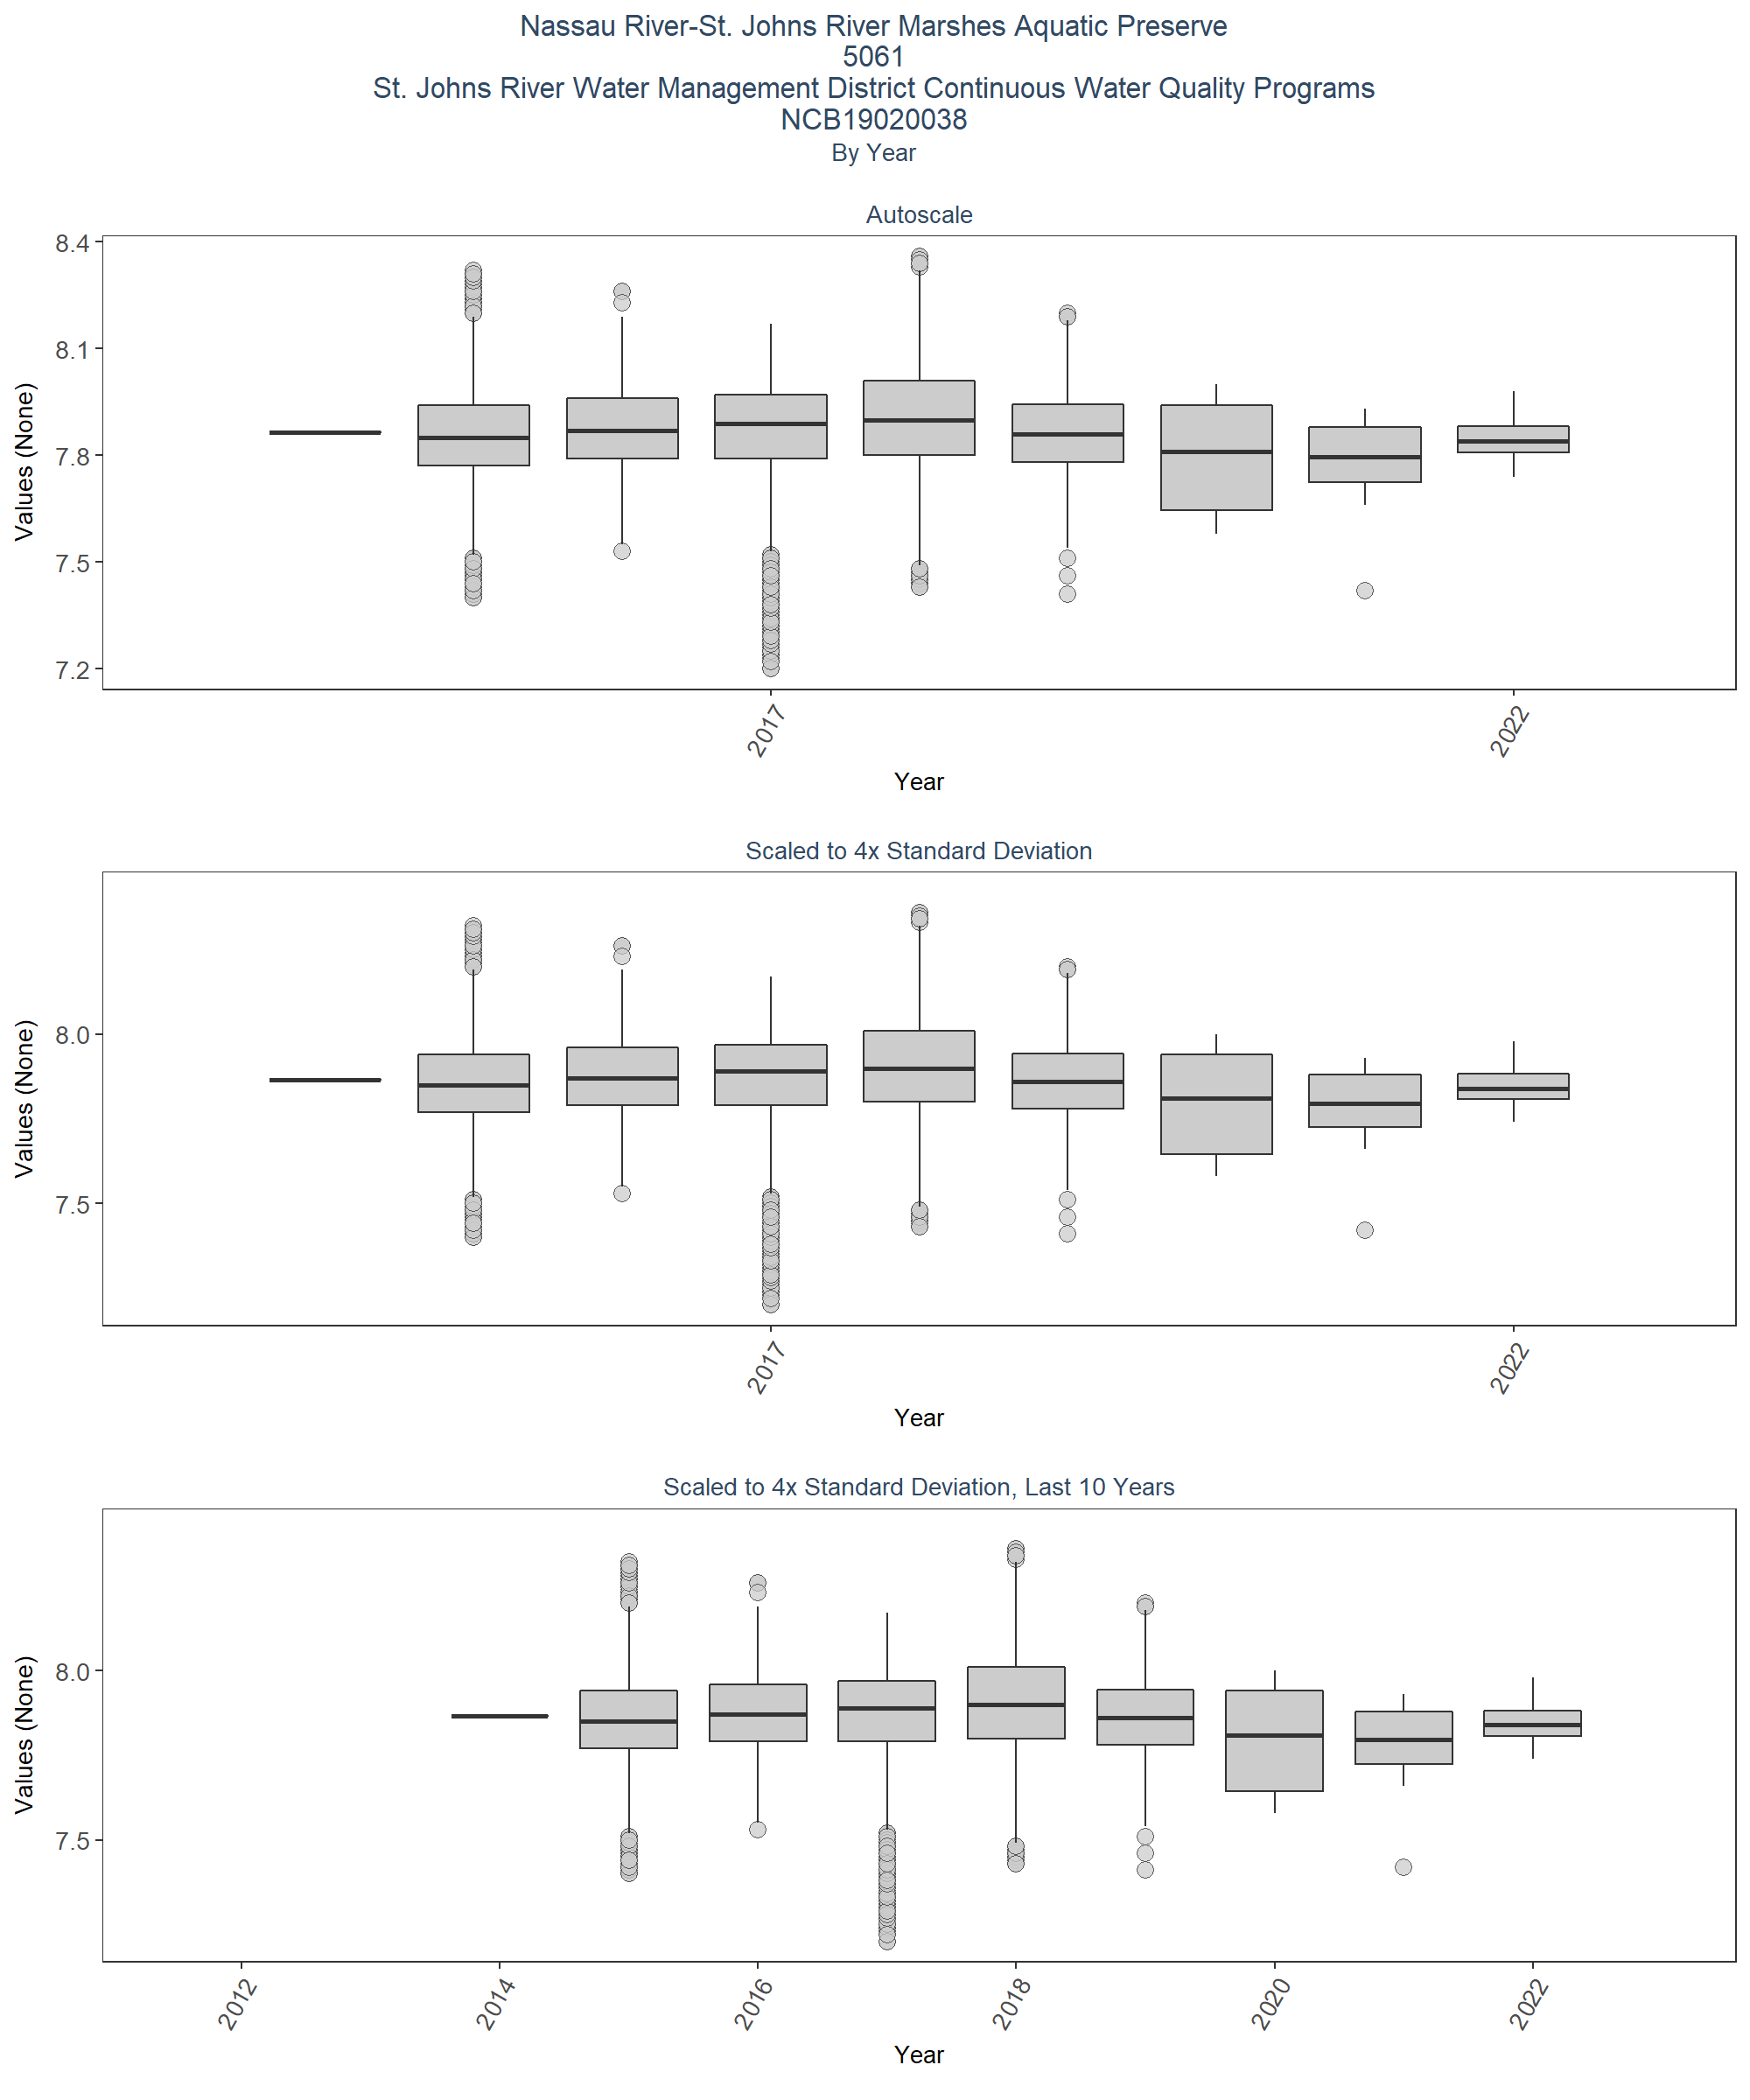 Nassau River-St. Johns River Marshes Aquatic Preserve
5061
St. Johns River Water Management District Continuous Water Quality Programs
NCB19020038
By Year
Autoscale
Values (None)
8.4
8.1
7.8
7.5
7.2
2017
2022
Year
Scaled to 4x Standard Deviation
Values (None)
8.0
7.5
2017
2022
Year
Scaled to 4x Standard Deviation, Last 10 Years
Values (None)
8.0
7.5
2012
2014
2016
2018
2020
2022
Year